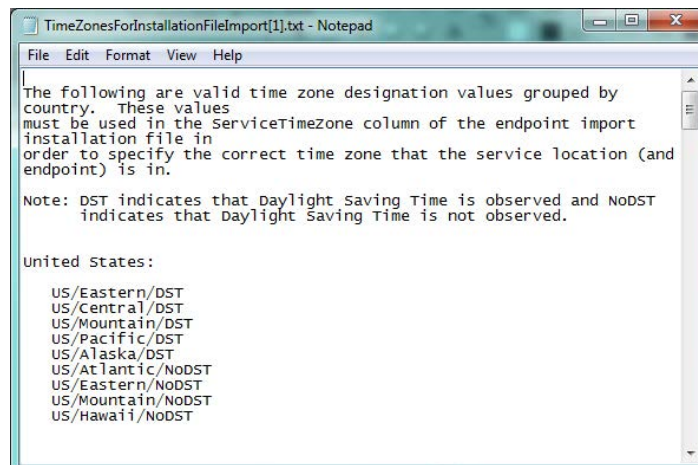 TimeZonesForInstallationFileImport[1].txt - Notepad
File Edit Format View Help
The following are valid time zone designation values grouped by
country. These values
must be used in the ServiceTimeZone column of the endpoint import
installation file in
order to specify the correct time zone that the service location (and
endpoint) is in.
Note: DST indicates that Daylight Saving Time is observed and NoDST
indicates that Daylight Saving Time is not observed.
United States:
US/Eastern/DST
US/Central/DST
US/Mountain/DST
US/Pacific/DST
US/Alaska/DST
US/Atlantic/NoDST
US/Eastern/NoDST
US/Mountain/NoDST
US/Hawaii/NoDST